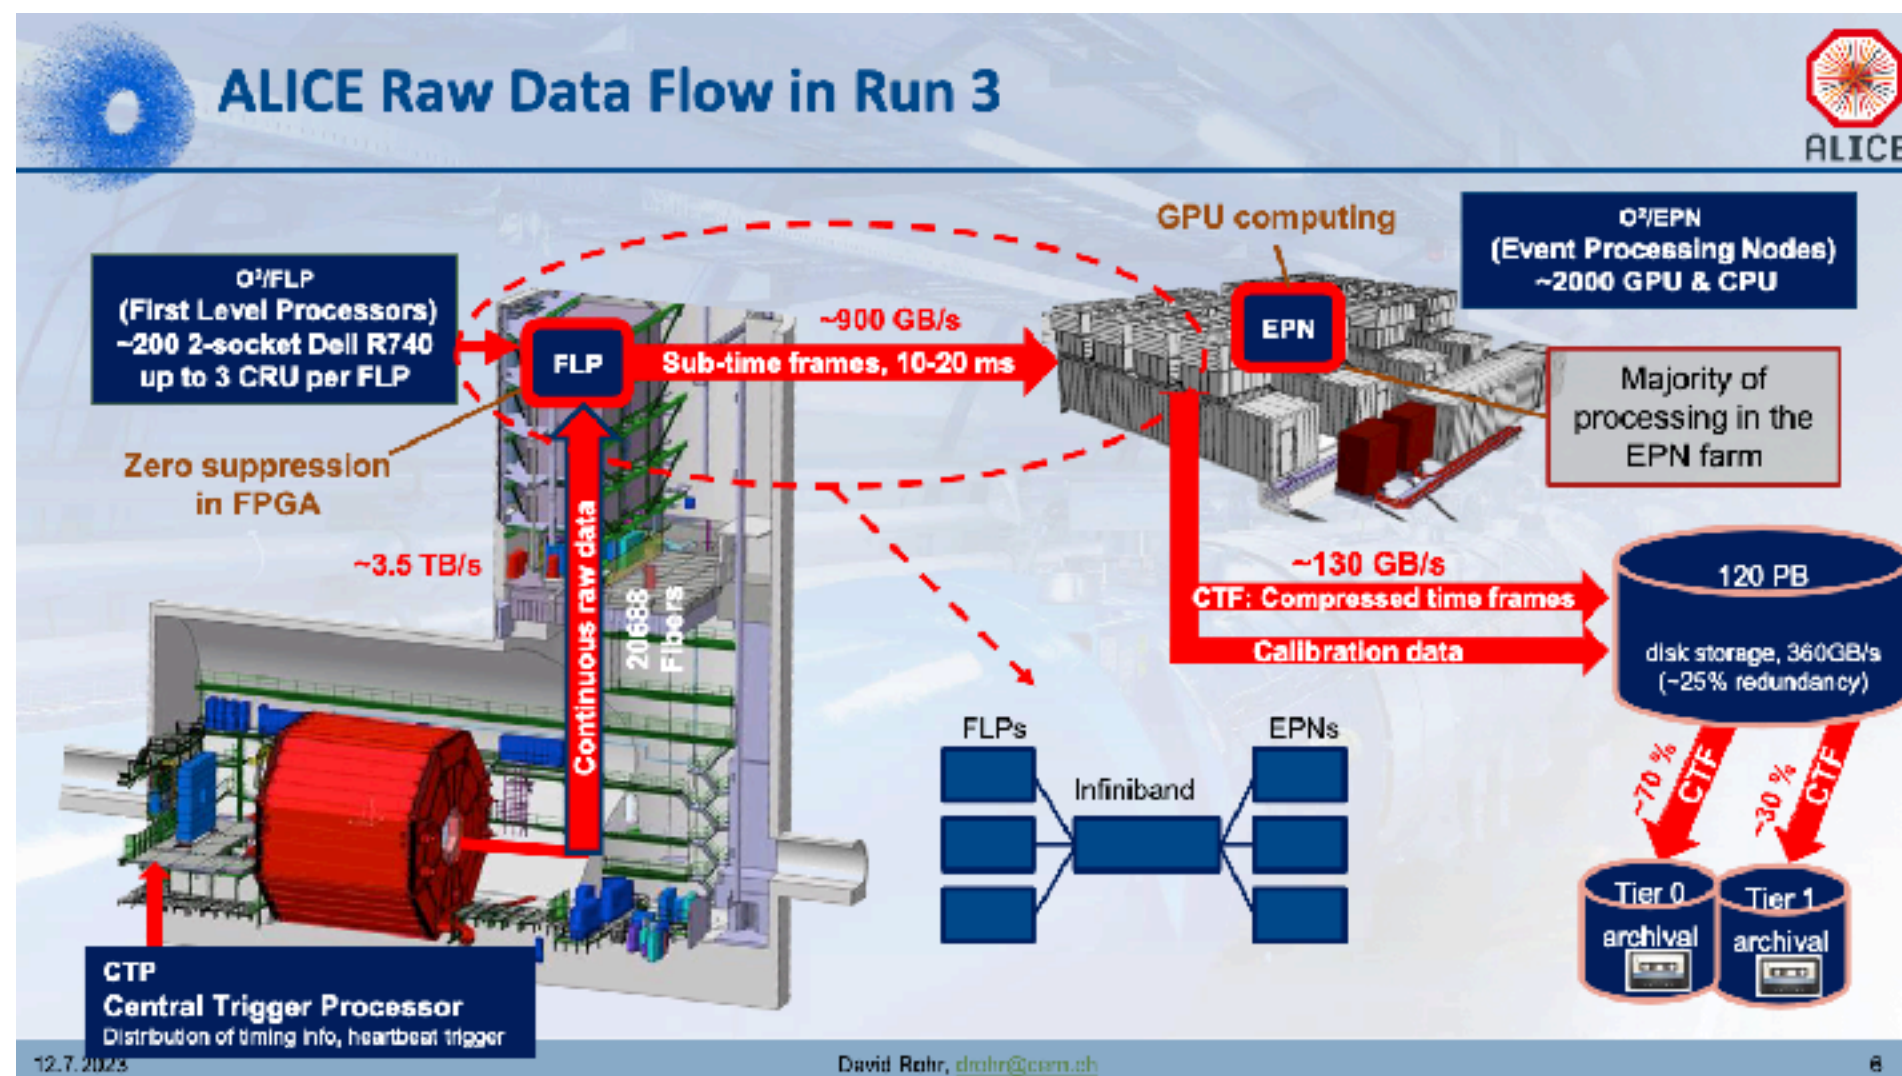 ALICE Raw Data Flow in Run 3
ALICE
GPU computing
O²/EPN
(Event Processing Nodes)
~2000 GPU & CPU
O²/FLP
(First Level Processors)
~200 2-socket Dell R740
up to 3 CRU per FLP
FLP
~900 GB/s
Sub-time frames, 10-20 ms
EPN
Majority of
processing in the
EPN farm
Zero suppression
in FPGA
~3.5 TB/s
Continuous raw data
20688
Fibers
~130 GB/s
CTF: Compressed time frames
Calibration data
120 PB
disk storage, 360GB/s
(~25% redundancy)
FLPs
Infiniband
EPNs
~70 %
CTF
~30 %
CTF
Tier 0
archival
Tier 1
archival
CTP
Central Trigger Processor
Distribution of timing info, heartbeat trigger
12.7.2023
David Rohr, drohr@cern.ch
6